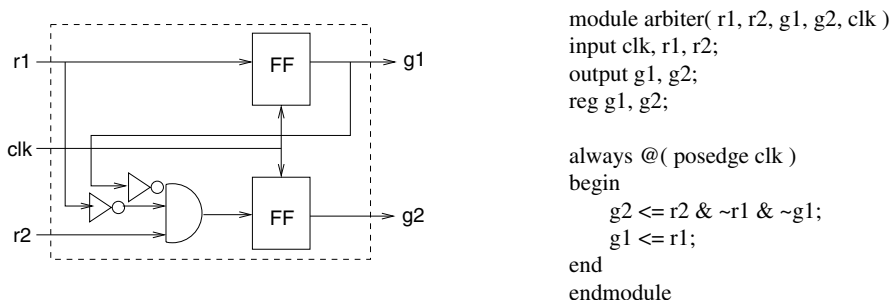 r1
FF
g1
clk
FF
g2
r2
module arbiter( r1, r2, g1, g2, clk )
input clk, r1, r2;
output g1, g2;
reg g1, g2;
always @( posedge clk )
begin
g2 <= r2 & ~r1 & ~g1;
g1 <= r1;
end
endmodule